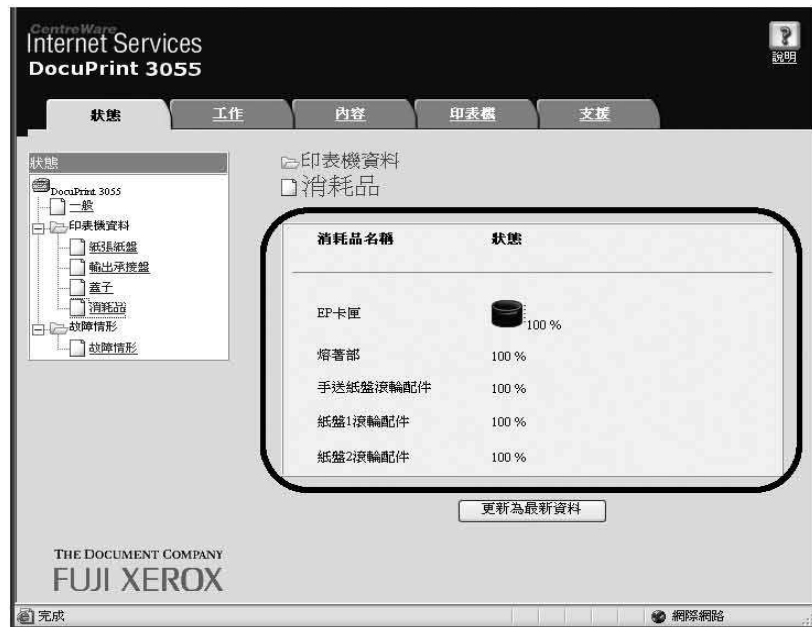 CentreWare
Internet Services
DocuPrint 3055
?
說明
狀態 工作 內容 印表機 支援
狀態
DocuPrint 3055
一般
印表機資料
紙張紙盤
輸出承接盤
蓋子
消耗品
故障情形
故障情形
印表機資料
消耗品
消耗品名稱 狀態
EP卡匣 100 %
熔著部 100 %
手送紙盤滾輪配件 100 %
紙盤1滾輪配件 100 %
紙盤2滾輪配件 100 %
更新為最新資料
THE DOCUMENT COMPANY
FUJI XEROX
完成 網際網路